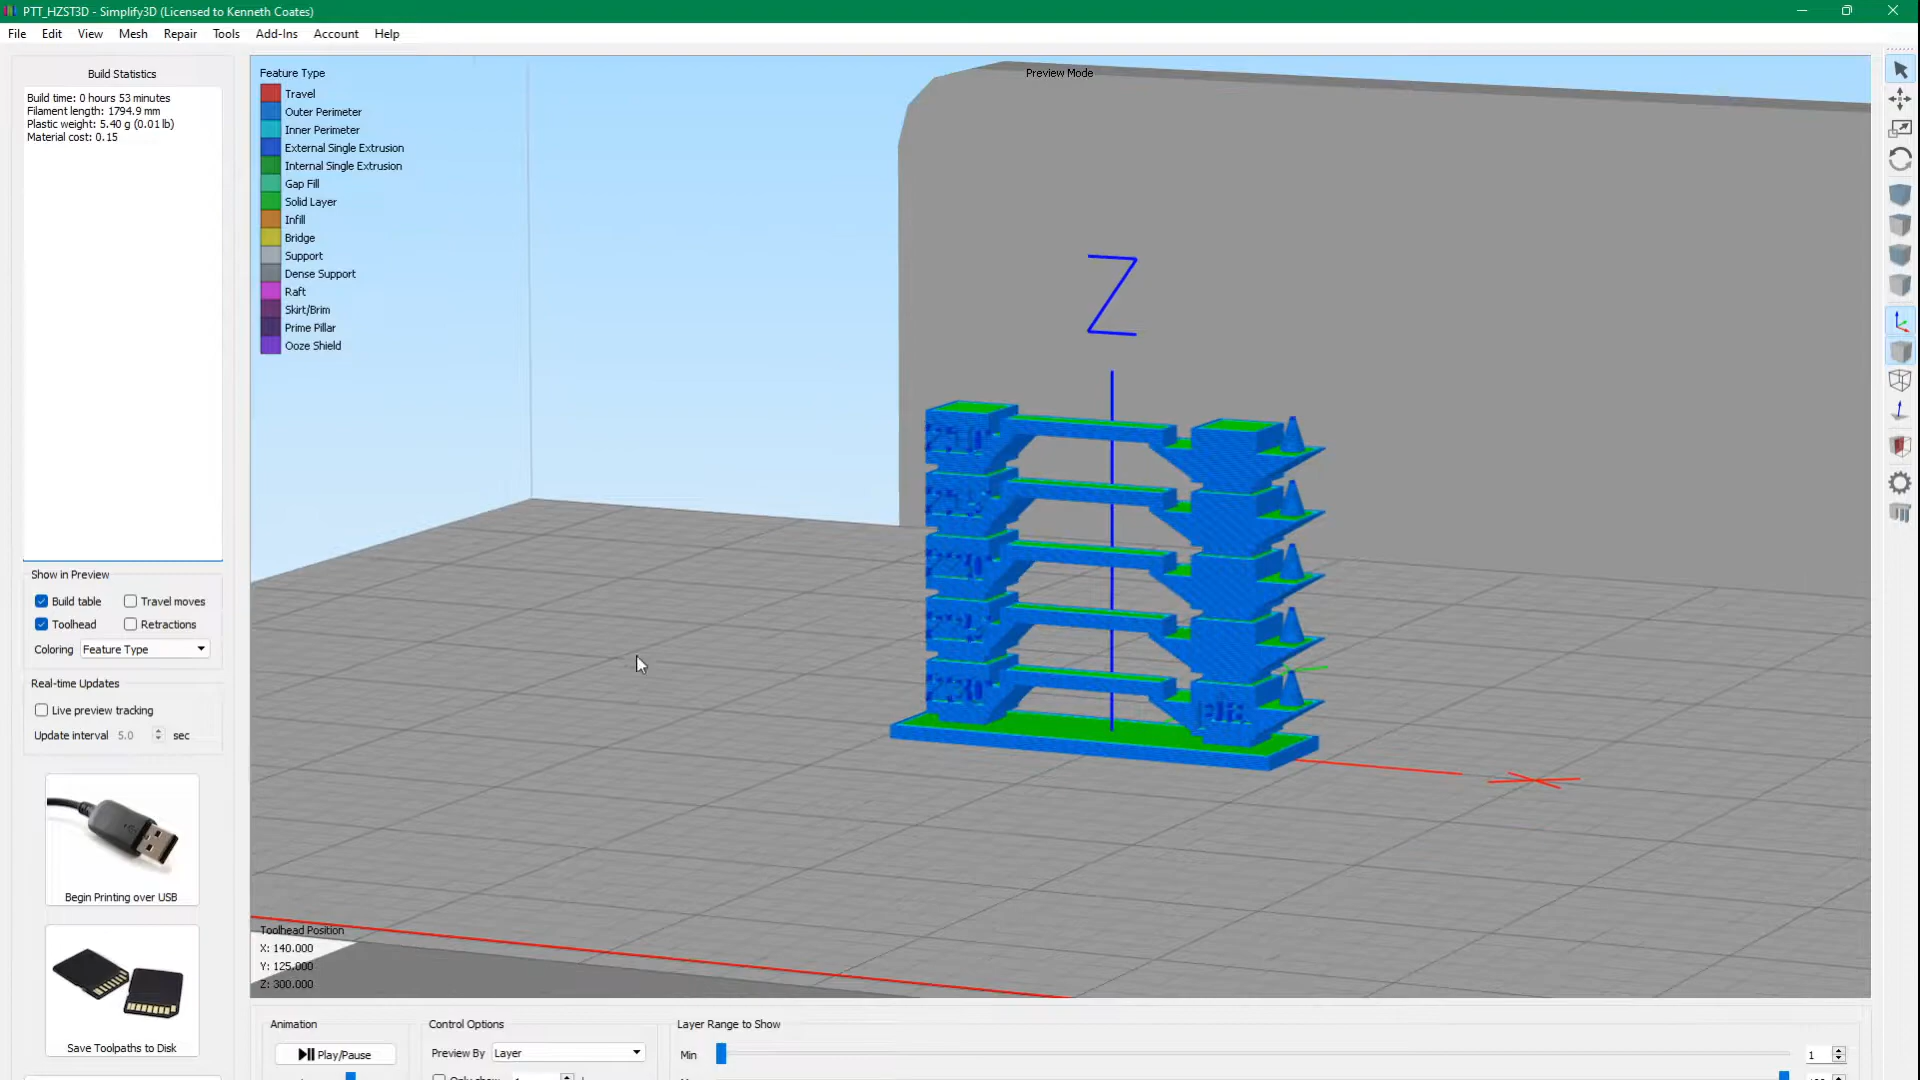 PTT_HZST3D - Simplify3D (Licensed to Kenneth Coates)
File Edit View Mesh Repair Tools Add-Ins Account Help
Build Statistics
Build time: 0 hours 53 minutes
Filament length: 1794.9 mm
Plastic weight: 5.40 g (0.01 lb)
Material cost: 0.15
Feature Type
Travel
Outer Perimeter
Inner Perimeter
External Single Extrusion
Internal Single Extrusion
Gap Fill
Solid Layer
Infill
Bridge
Support
Dense Support
Raft
Skirt/Brim
Prime Pillar
Ooze Shield
Preview Mode
Z
Show in Preview
Build table Travel moves
Toolhead Retractions
Coloring Feature Type
Real-time Updates
Live preview tracking
Update interval 5.0 sec
Begin Printing over USB
Save Toolpaths to Disk
Toolhead Position
X: 140.000
Y: 125.000
Z: 300.000
Animation
Play/Pause
Control Options
Preview By Layer
Layer Range to Show
Min 1